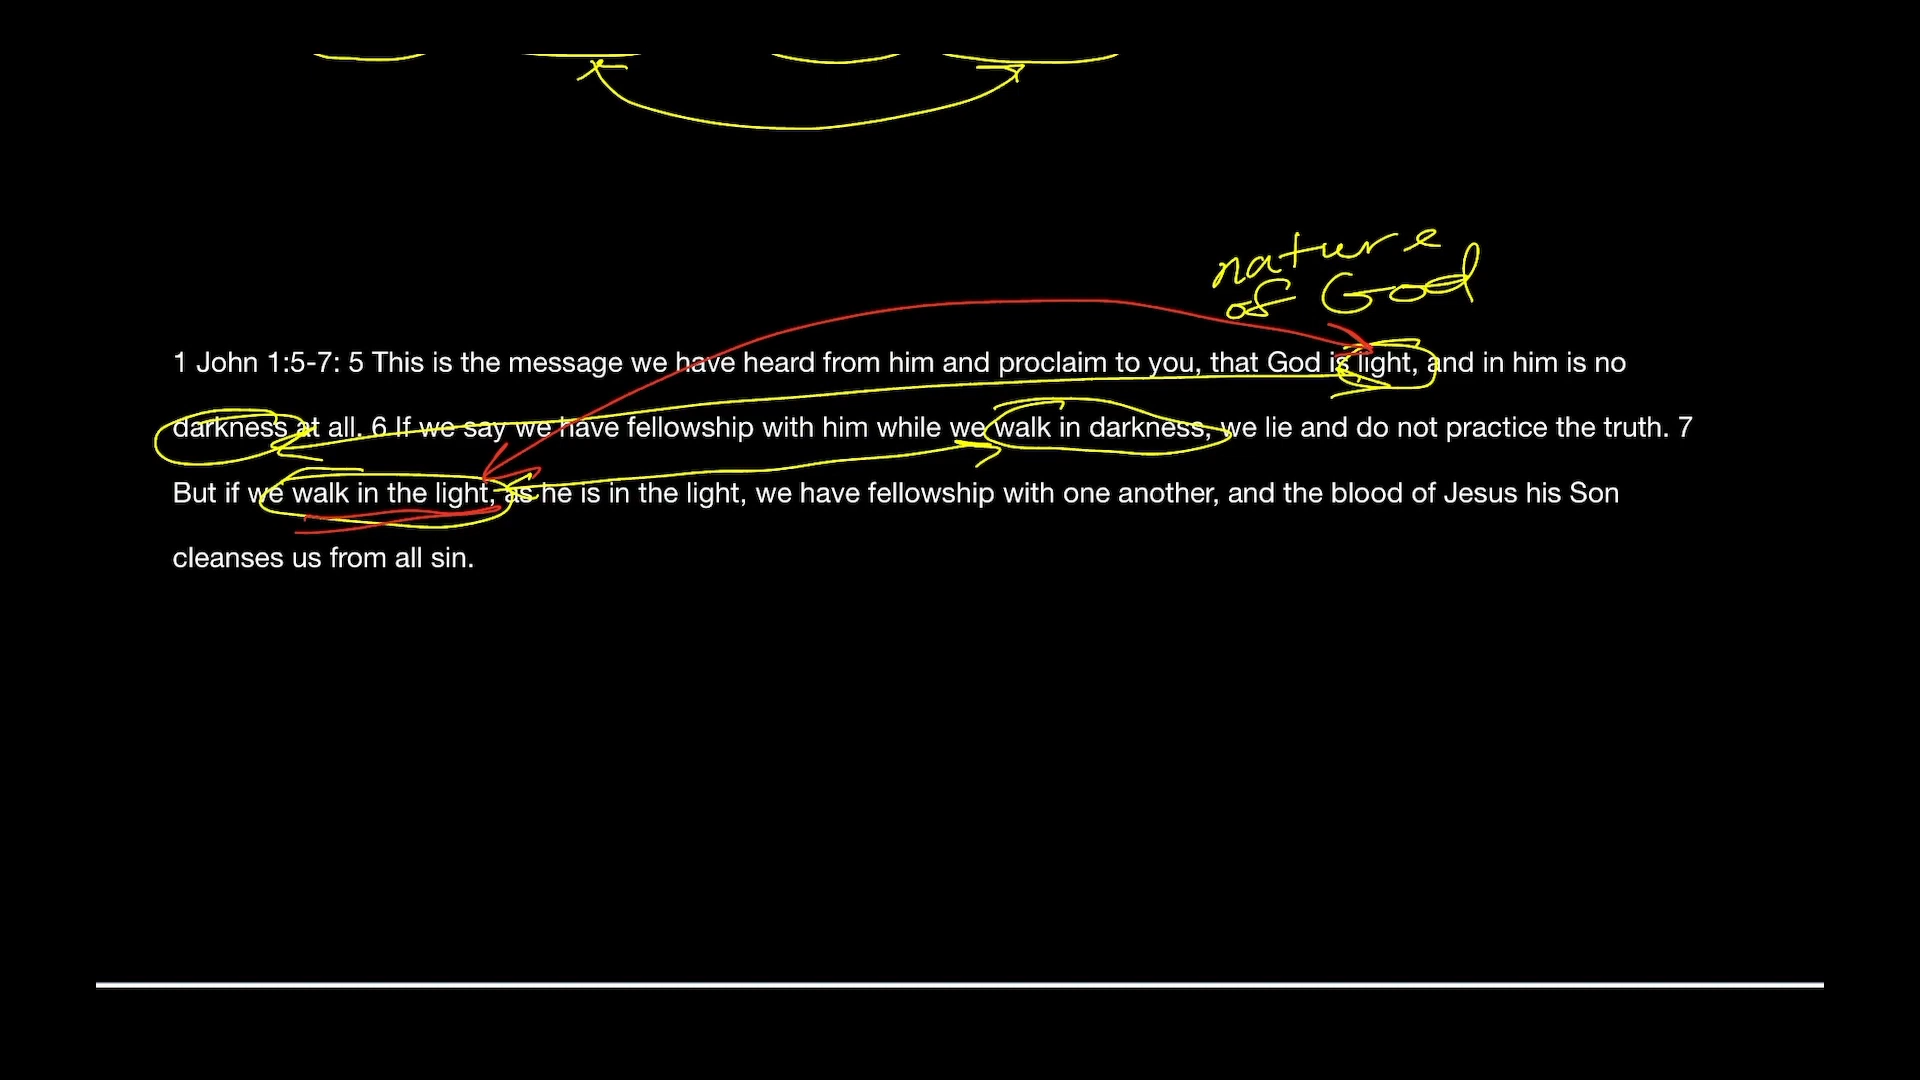 nature
of God
1 John 1:5-7: 5 This is the message we have heard from him and proclaim to you, that God is light, and in him is no
darkness at all. 6 If we say we have fellowship with him while we walk in darkness, we lie and do not practice the truth. 7
But if we walk in the light, as he is in the light, we have fellowship with one another, and the blood of Jesus his Son
cleanses us from all sin.